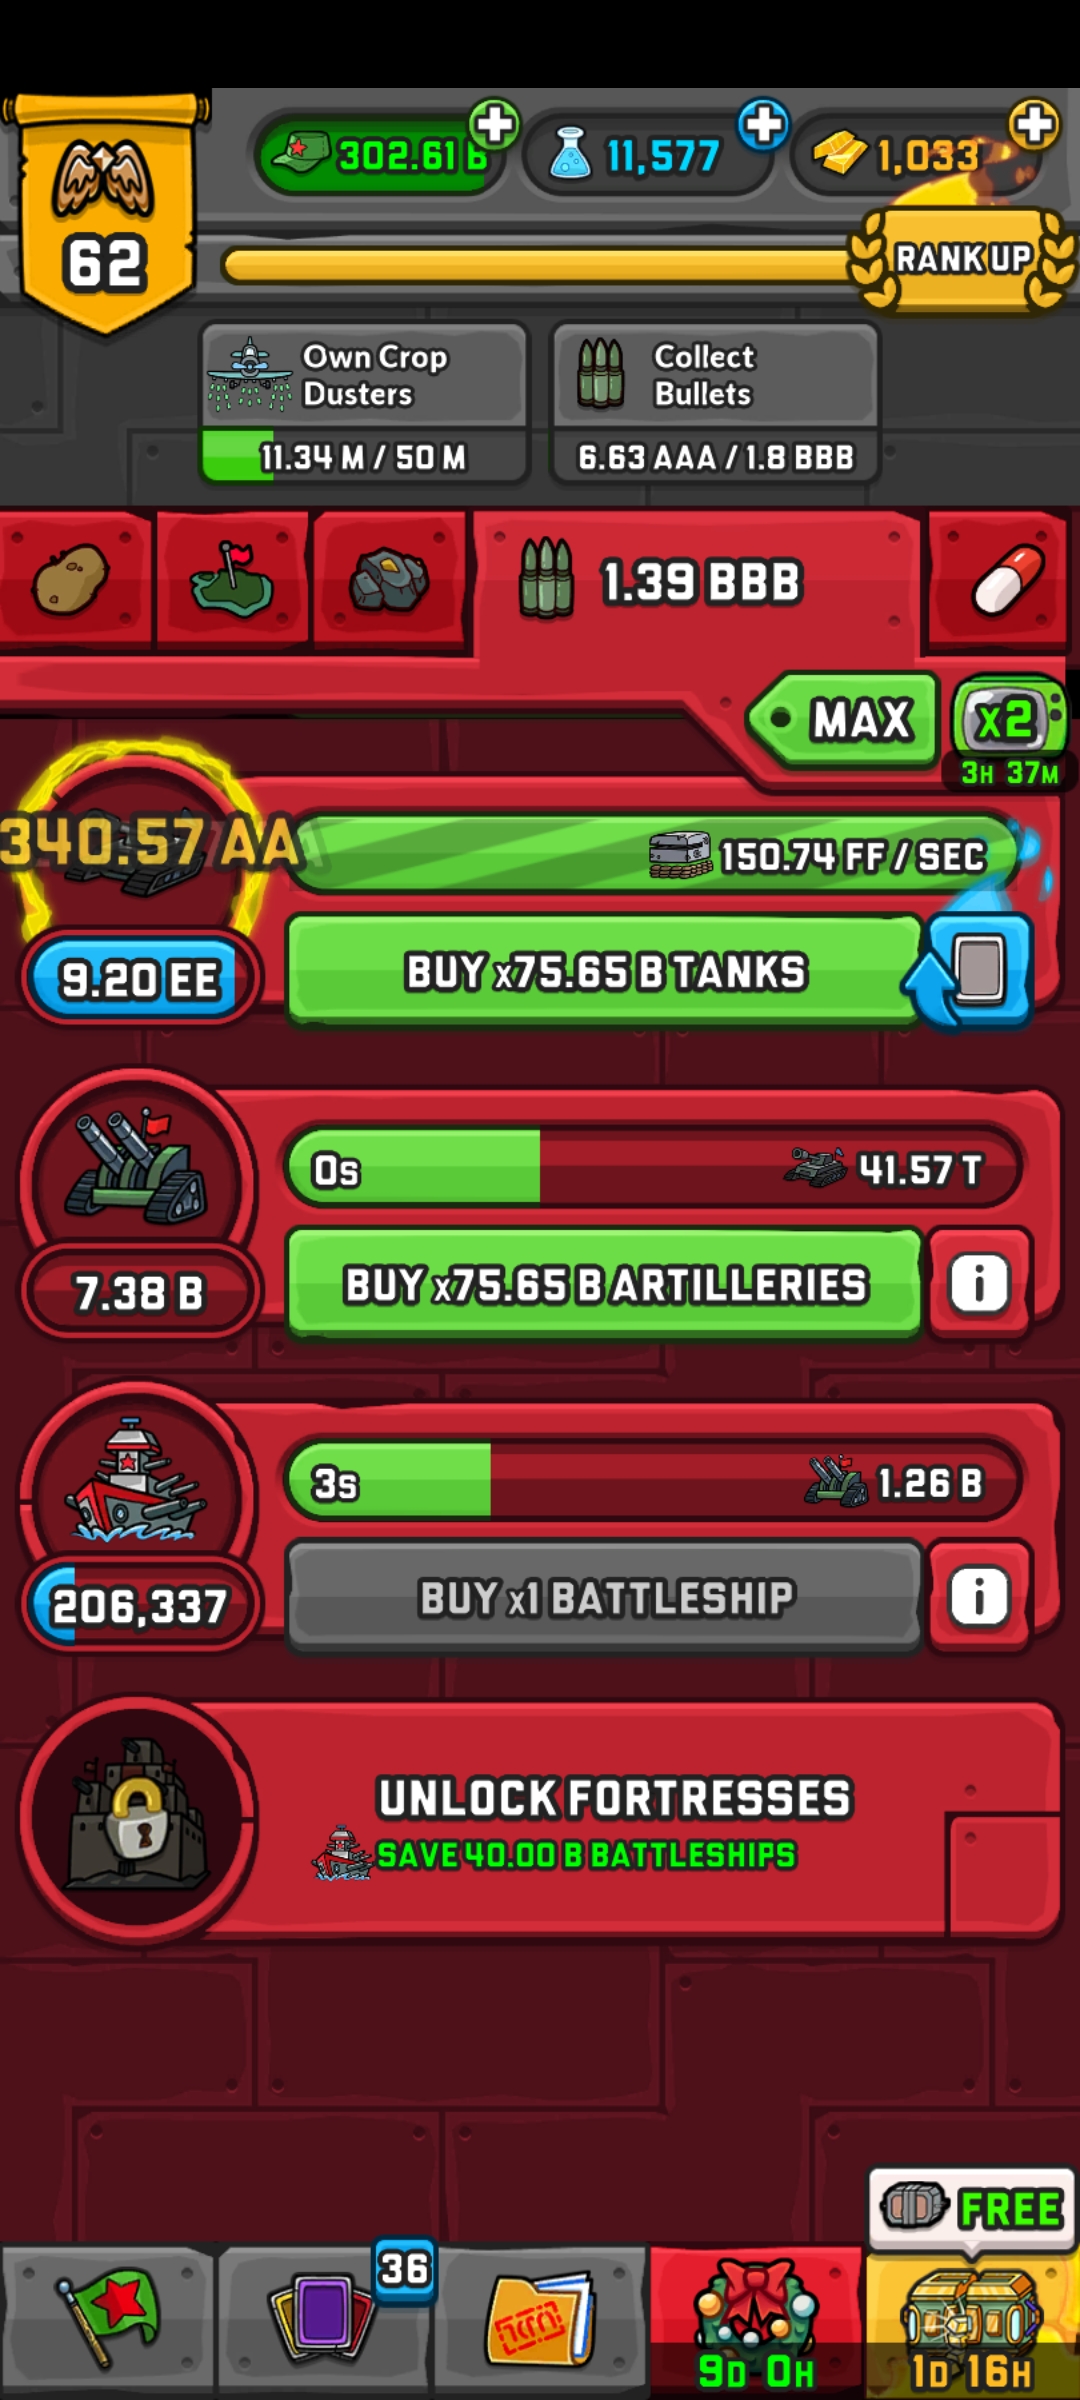 302.61 B
11,577
1,033
62
RANK UP
Own Crop
Dusters
11.34 M / 50 M
Collect
Bullets
6.63 AAA / 1.8 BBB
1.39 BBB
MAX
x2
3H 37M
340.57 AA
150.74 FF / SEC
9.20 EE
BUY x75.65 B TANKS
0s
41.57 T
7.38 B
BUY x75.65 B ARTILLERIES
3s
1.26 B
206,337
BUY x1 BATTLESHIP
UNLOCK FORTRESSES
SAVE 40.00 B BATTLESHIPS
FREE
36
9D 0H
1D 16H